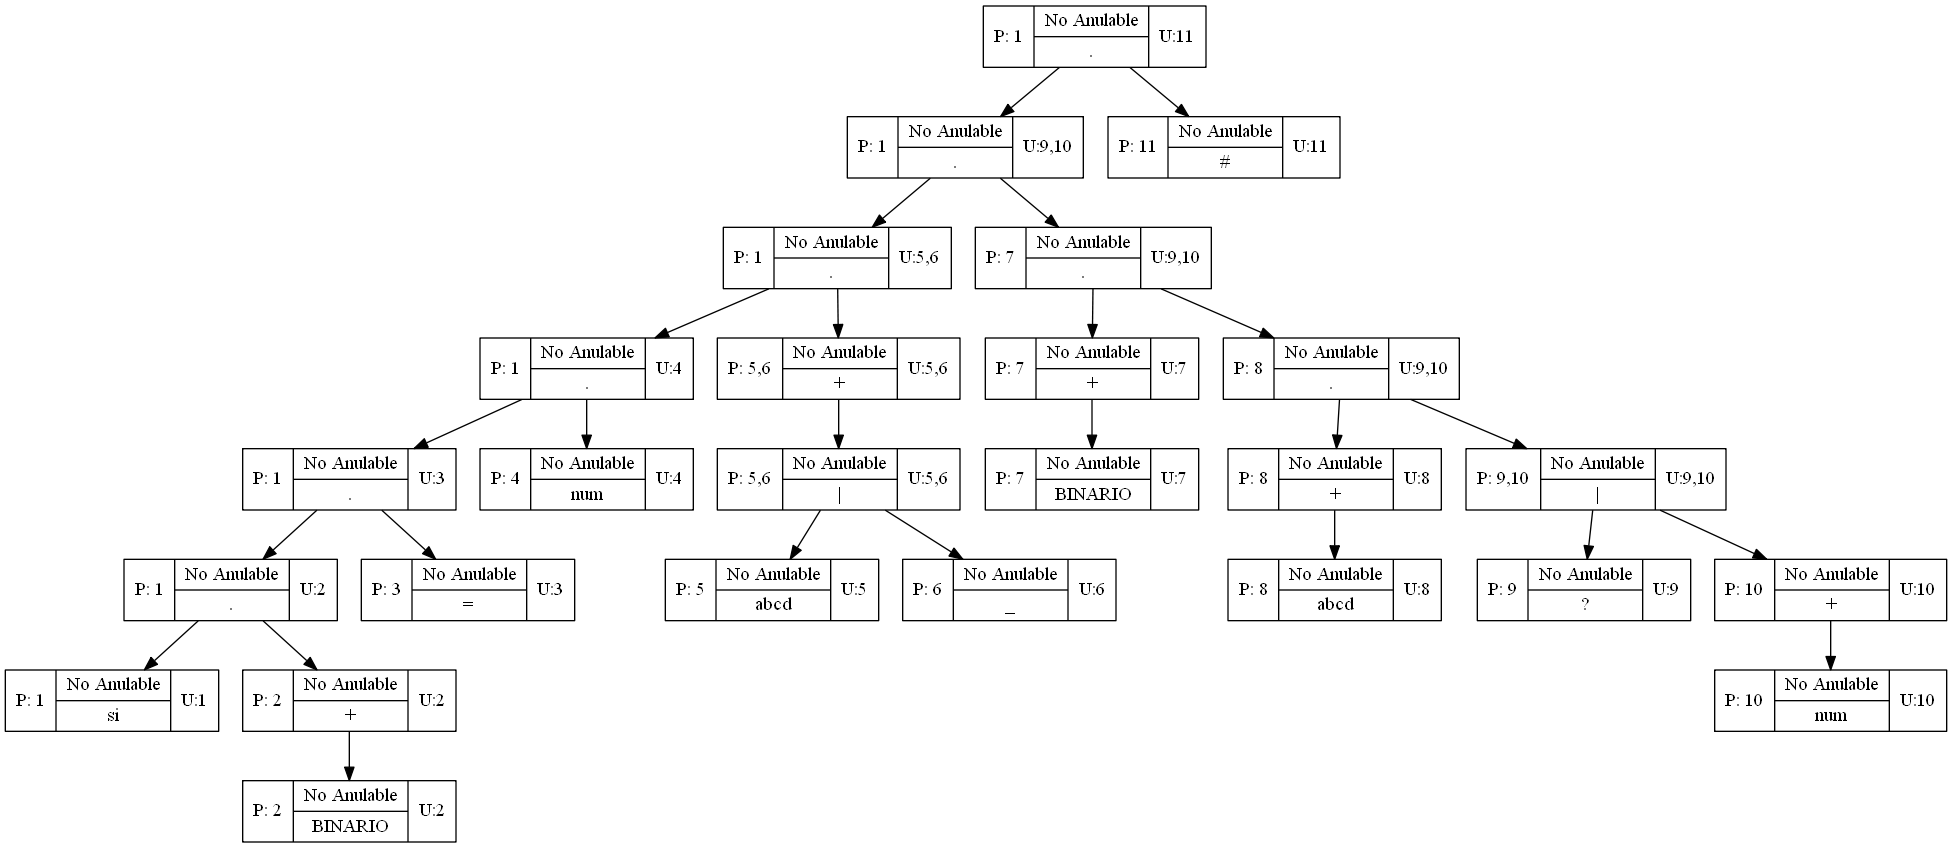 No Anulable
P: 1 U:11
.
No Anulable No Anulable
P: 1 U:9,10 P: 11 U:11
. #
No Anulable No Anulable
P: 1 U:5,6 P: 7 U:9,10
. .
No Anulable No Anulable No Anulable No Anulable
P: 1 U:4 P: 5,6 U:5,6 P: 7 U:7 P: 8 U:9,10
. + + .
No Anulable No Anulable No Anulable No Anulable No Anulable No Anulable
P: 1 U:3 P: 4 U:4 P: 5,6 U:5,6 P: 7 U:7 P: 8 U:8 P: 9,10 U:9,10
. num | BINARIO + |
No Anulable No Anulable No Anulable No Anulable No Anulable No Anulable No Anulable
P: 1 U:2 P: 3 U:3 P: 5 U:5 P: 6 U:6 P: 8 U:8 P: 9 U:9 P: 10 U:10
. = abcd _ abcd ? +
No Anulable No Anulable No Anulable
P: 1 U:1 P: 2 U:2 P: 10 U:10
si + num
No Anulable
P: 2 U:2
BINARIO